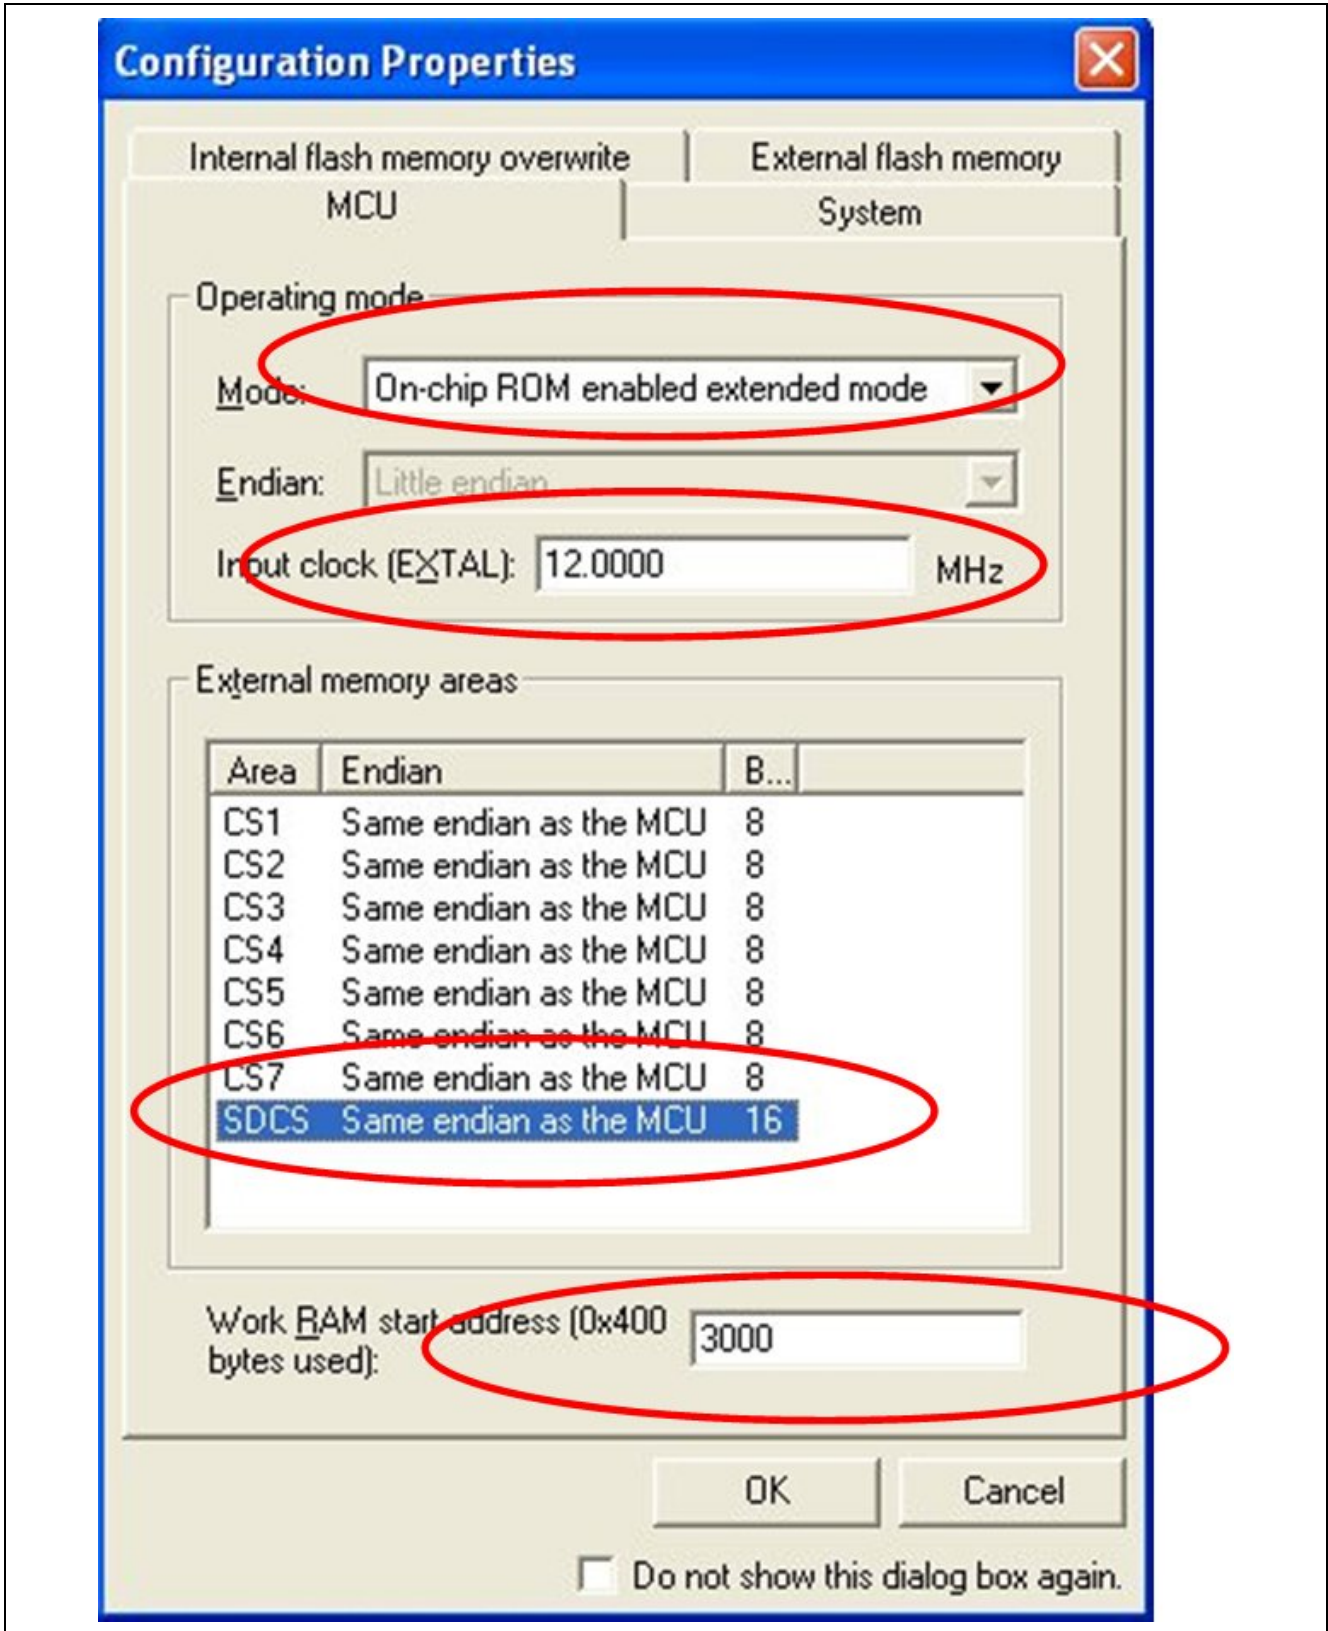 Configuration Properties
Internal flash memory overwrite
External flash memory
MCU
System
Operating mode
Mode: On-chip ROM enabled extended mode
Endian: Little endian
Input clock (EXTAL): 12.0000 MHz
External memory areas
Area Endian B...
CS1 Same endian as the MCU 8
CS2 Same endian as the MCU 8
CS3 Same endian as the MCU 8
CS4 Same endian as the MCU 8
CS5 Same endian as the MCU 8
CS6 Same endian as the MCU 8
CS7 Same endian as the MCU 8
SDCS Same endian as the MCU 16
Work RAM start address (0x400
bytes used):
3000
OK
Cancel
Do not show this dialog box again.